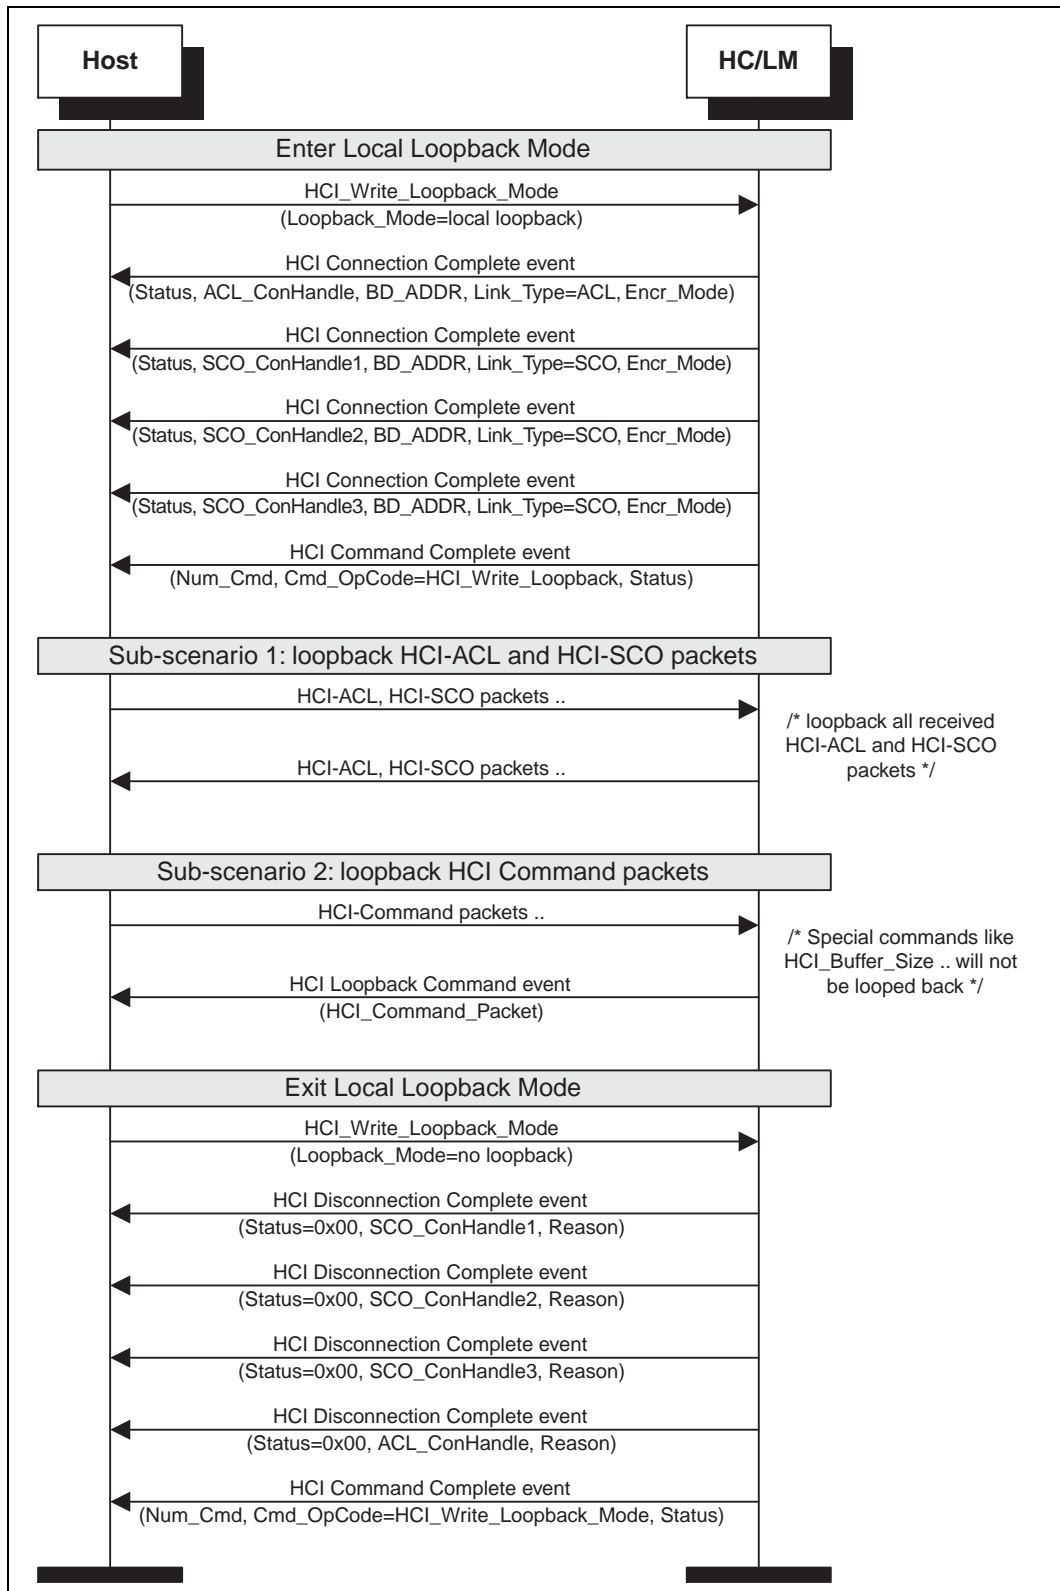 Host
HC/LM
Enter Local Loopback Mode
HCI_Write_Loopback_Mode
(Loopback_Mode=local loopback)
HCI Connection Complete event
(Status, ACL_ConHandle, BD_ADDR, Link_Type=ACL, Encr_Mode)
HCI Connection Complete event
(Status, SCO_ConHandle1, BD_ADDR, Link_Type=SCO, Encr_Mode)
HCI Connection Complete event
(Status, SCO_ConHandle2, BD_ADDR, Link_Type=SCO, Encr_Mode)
HCI Connection Complete event
(Status, SCO_ConHandle3, BD_ADDR, Link_Type=SCO, Encr_Mode)
HCI Command Complete event
(Num_Cmd, Cmd_OpCode=HCI_Write_Loopback, Status)
Sub-scenario 1: loopback HCI-ACL and HCI-SCO packets
HCI-ACL, HCI-SCO packets ..
/* loopback all received
HCI-ACL and HCI-SCO
packets */
HCI-ACL, HCI-SCO packets ..
Sub-scenario 2: loopback HCI Command packets
HCI-Command packets ..
/* Special commands like
HCI_Buffer_Size .. will not
be looped back */
HCI Loopback Command event
(HCI_Command_Packet)
Exit Local Loopback Mode
HCI_Write_Loopback_Mode
(Loopback_Mode=no loopback)
HCI Disconnection Complete event
(Status=0x00, SCO_ConHandle1, Reason)
HCI Disconnection Complete event
(Status=0x00, SCO_ConHandle2, Reason)
HCI Disconnection Complete event
(Status=0x00, SCO_ConHandle3, Reason)
HCI Disconnection Complete event
(Status=0x00, ACL_ConHandle, Reason)
HCI Command Complete event
(Num_Cmd, Cmd_OpCode=HCI_Write_Loopback_Mode, Status)